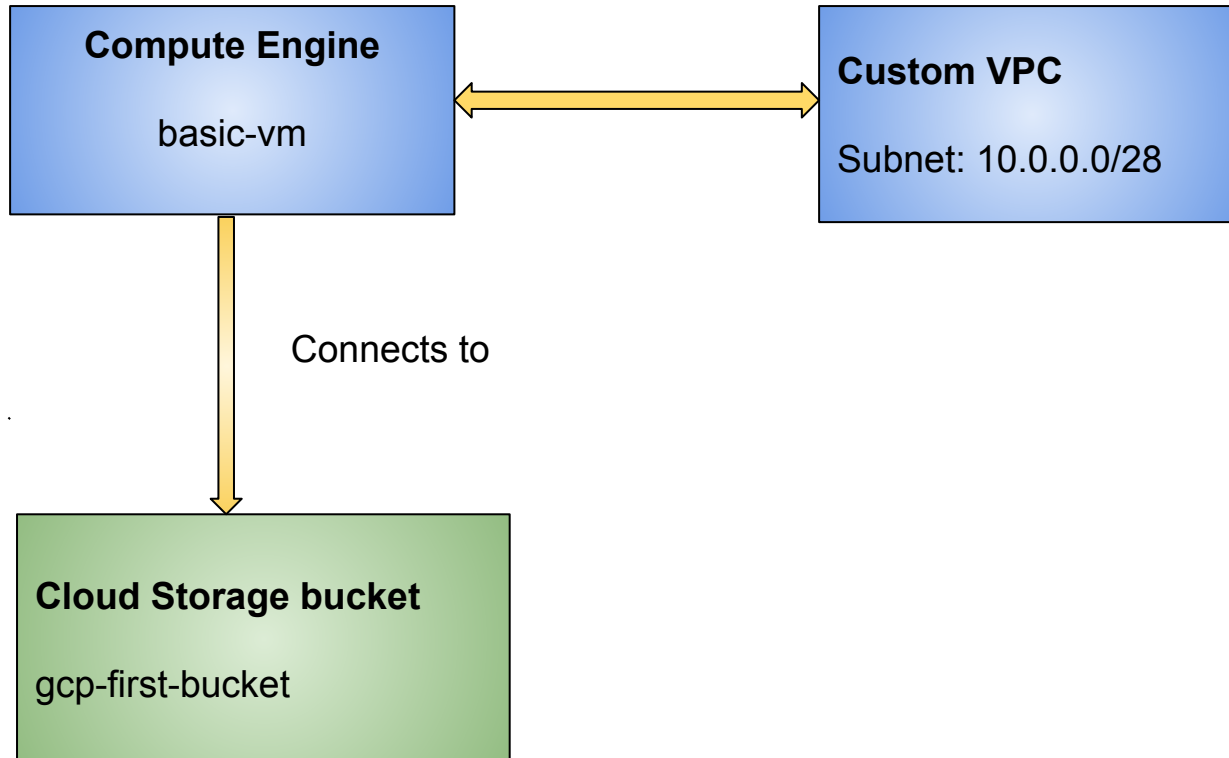 Compute Engine
basic-vm
Custom VPC
Subnet: 10.0.0.0/28
Connects to
Cloud Storage bucket
gcp-first-bucket